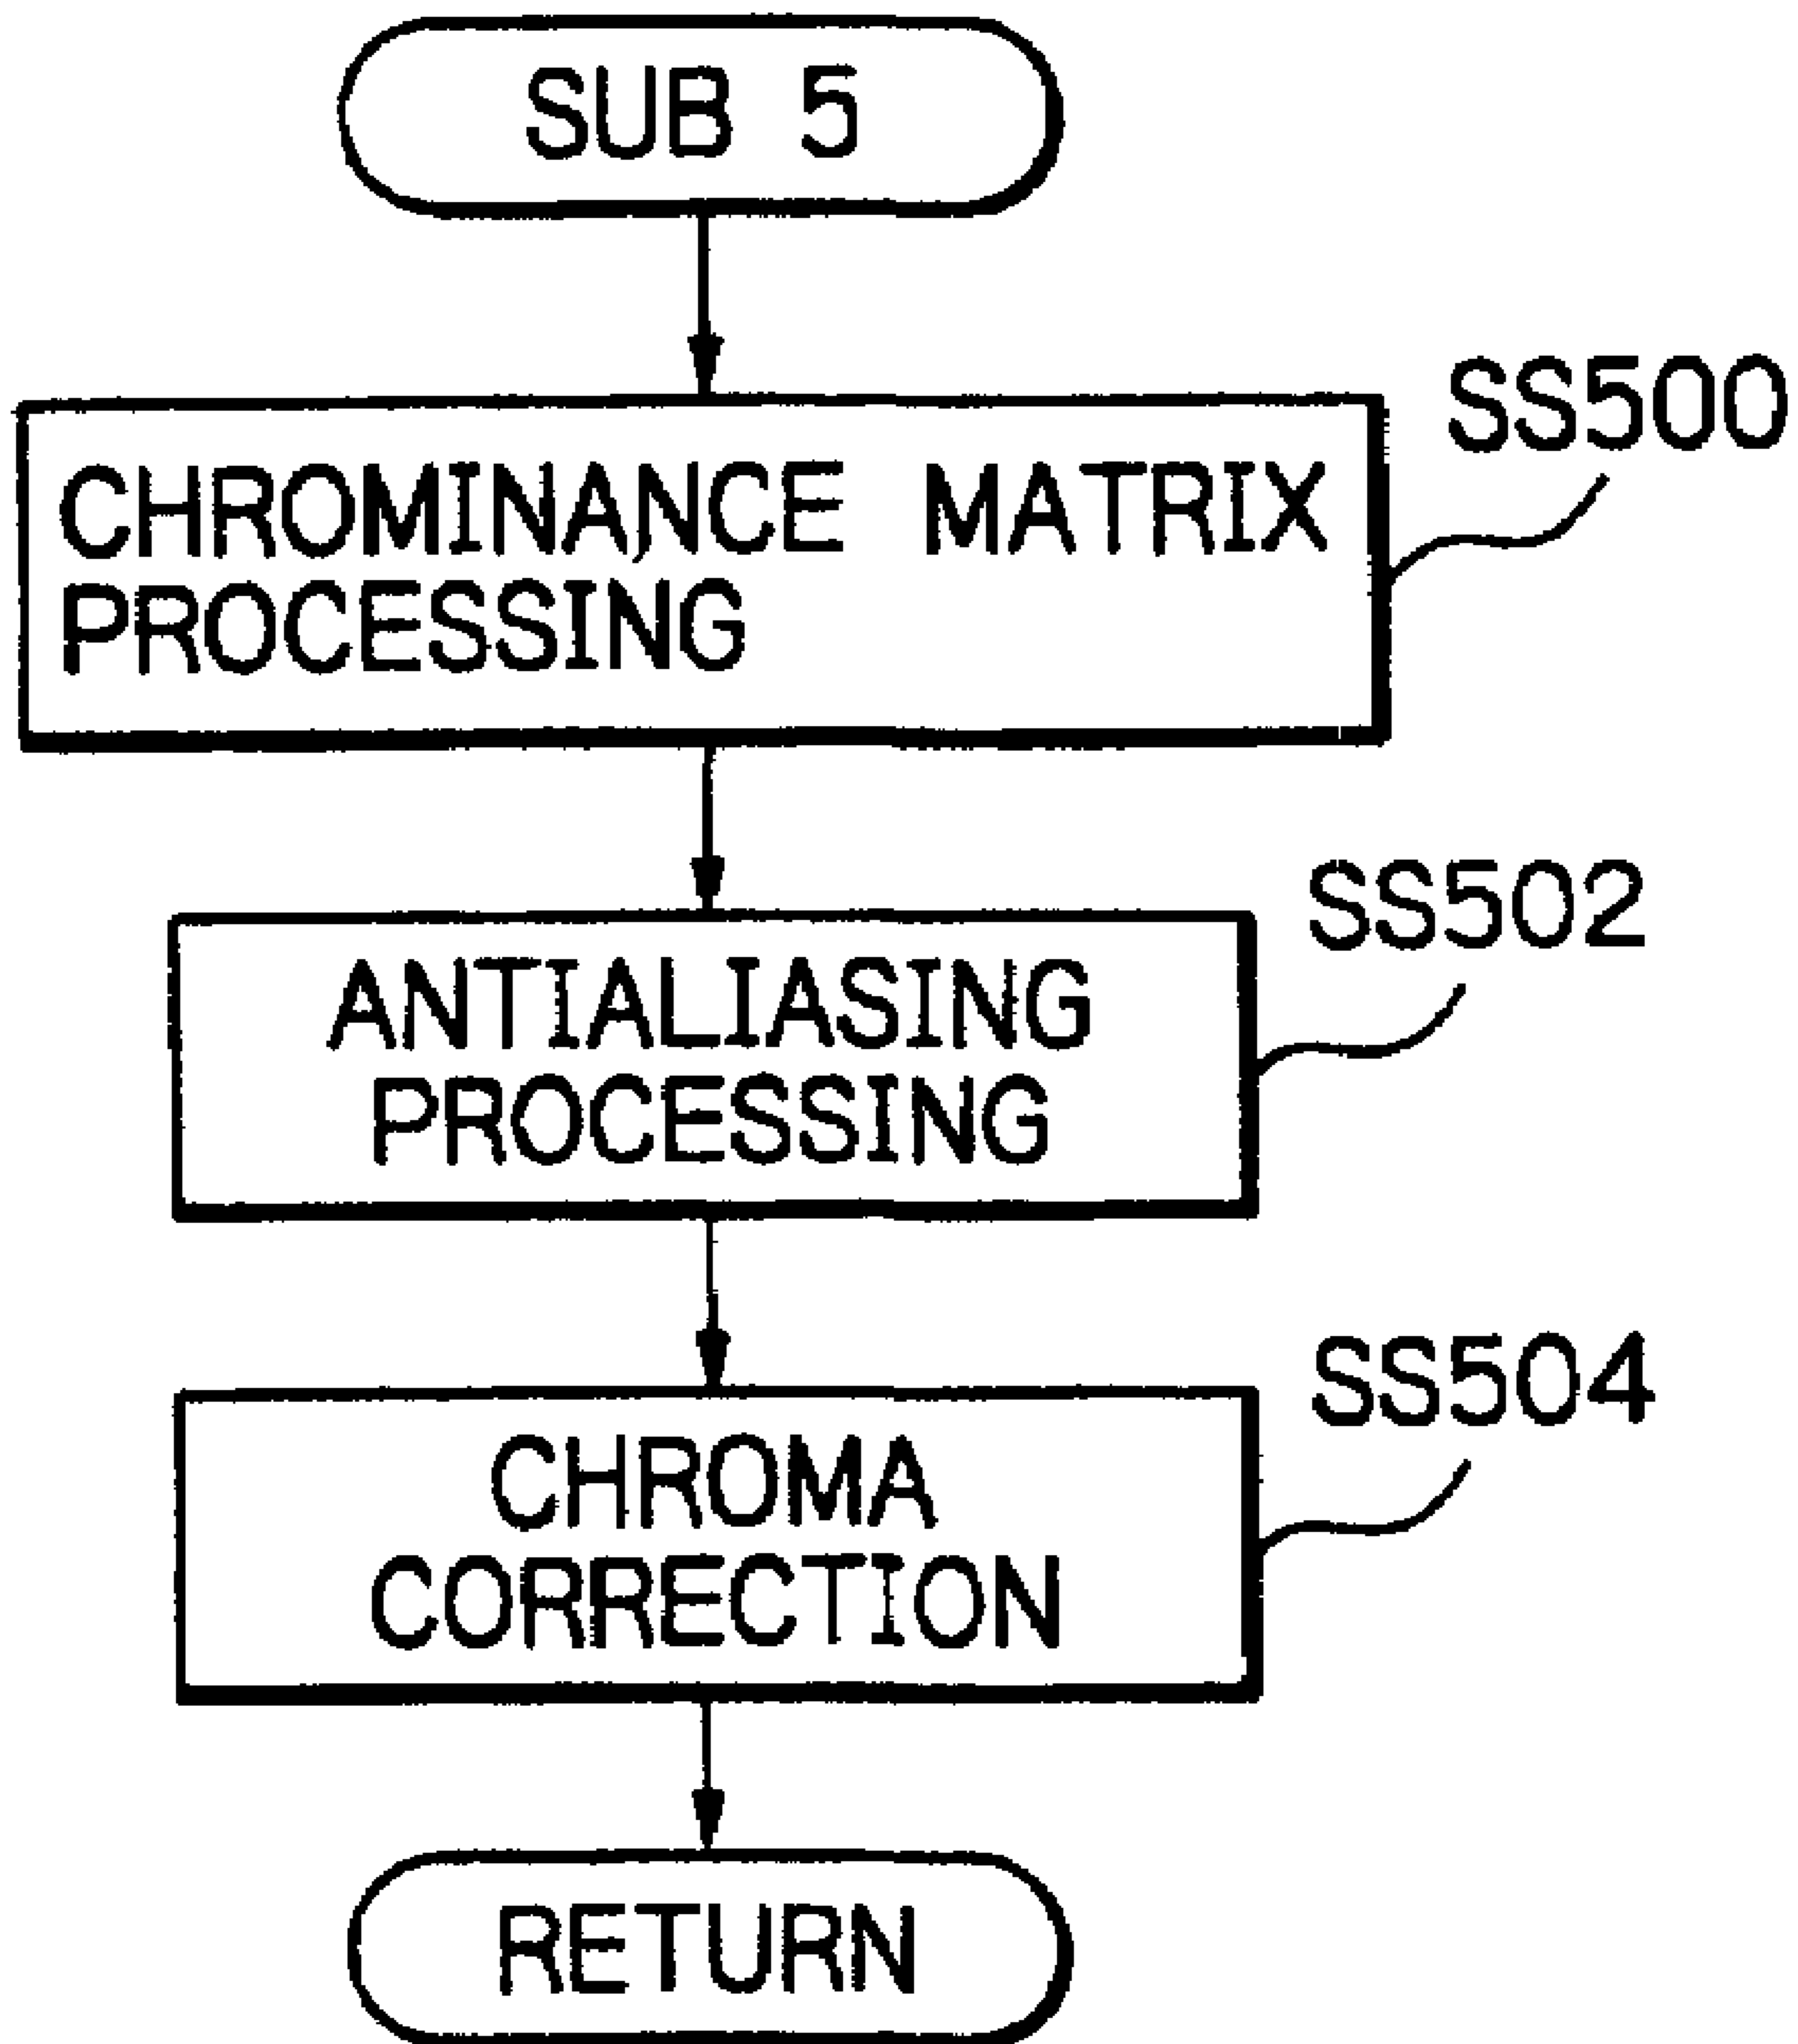 SUB 5
SS500
CHROMINANCE MATRIX
PROCESSING
SS502
ANTIALIASING
PROCESSING
SS504
CHROMA
CORRECTION
RETURN